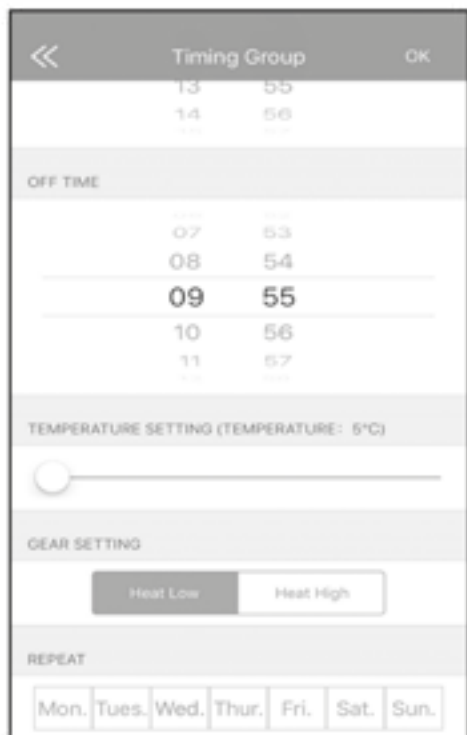 Timing Group OK
13 55
14 56
OFF TIME
07 53
08 54
09 55
10 56
11 57
TEMPERATURE SETTING (TEMPERATURE: 5°C)
GEAR SETTING
Heat Low Heat High
REPEAT
Mon. Tues. Wed. Thur. Fri. Sat. Sun.